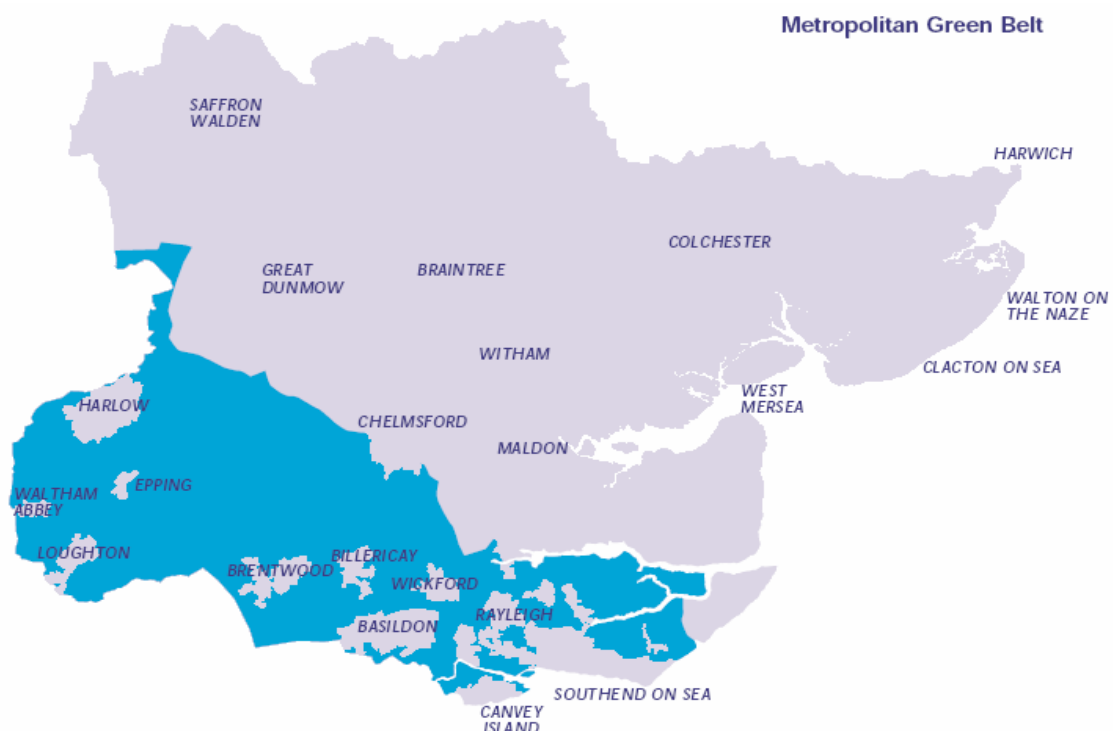 Metropolitan Green Belt
SAFFRON
WALDEN
HARWICH
COLCHESTER
GREAT
DUNMOW
BRAINTREE
WALTON ON
THE NAZE
WITHAM
CLACTON ON SEA
WEST
MERSEA
HARLOW
CHELMSFORD
MALDON
EPPING
WALTHAM
ABBEY
LOUGHTON
BRENTWOOD
BILLERICAY
WICKFORD
RAYLEIGH
BASILDON
SOUTHEND ON SEA
CANVEY
ISLAND